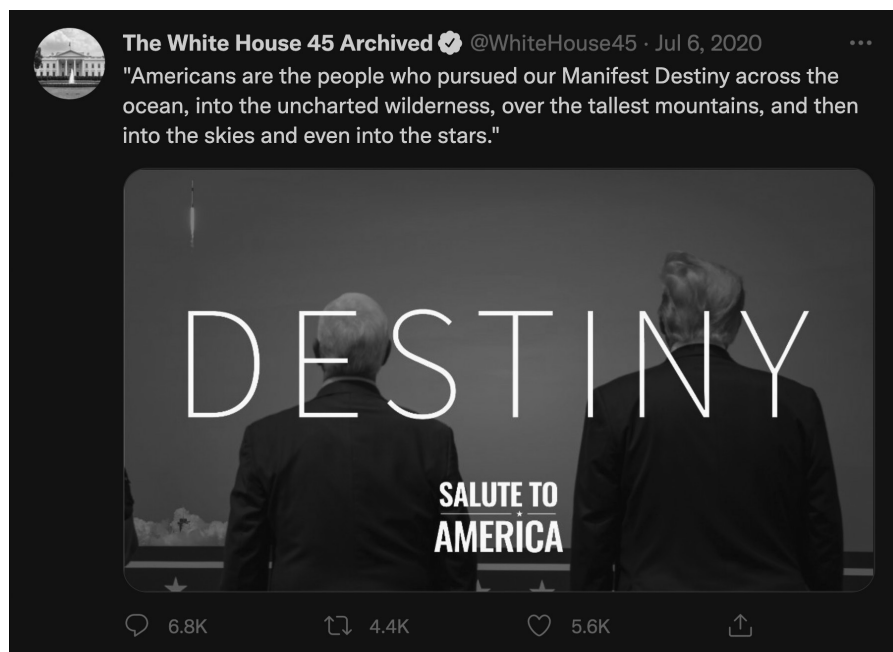 The White House 45 Archived @WhiteHouse45 · Jul 6, 2020
"Americans are the people who pursued our Manifest Destiny across the
ocean, into the uncharted wilderness, over the tallest mountains, and then
into the skies and even into the stars."
DESTINY
SALUTE TO
AMERICA
6.8K 4.4K 5.6K